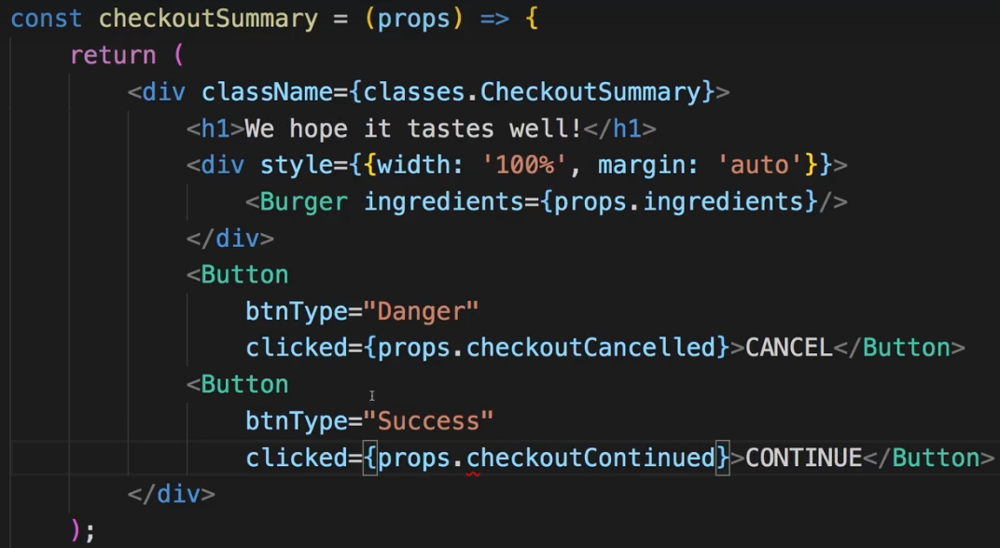 const checkoutSummary = (props) => {
    return (
        <div className={classes.CheckoutSummary}>
            <h1>We hope it tastes well!</h1>
            <div style={{width: '100%', margin: 'auto'}}>
                <Burger ingredients={props.ingredients}/>
            </div>
            <Button
                btnType="Danger"
                clicked={props.checkoutCancelled}>CANCEL</Button>
            <Button
                btnType="Success"
                clicked={props.checkoutContinued}>CONTINUE</Button>
        </div>
    );